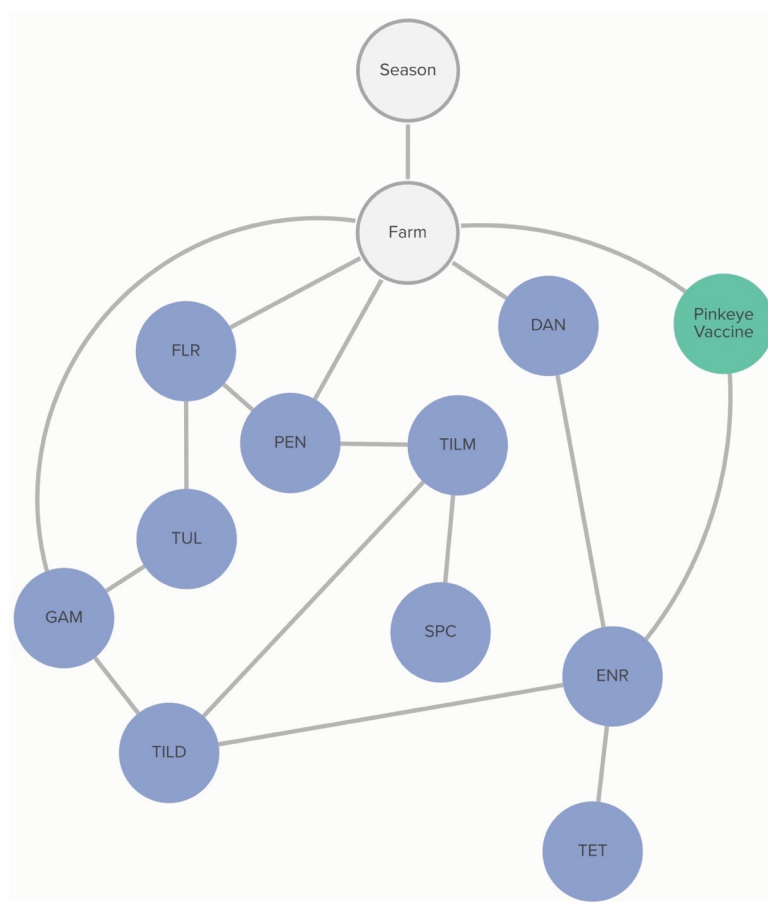 Season
Farm
FLR
DAN
Pinkeye
Vaccine
PEN
TILM
TUL
GAM
SPC
ENR
TILD
TET